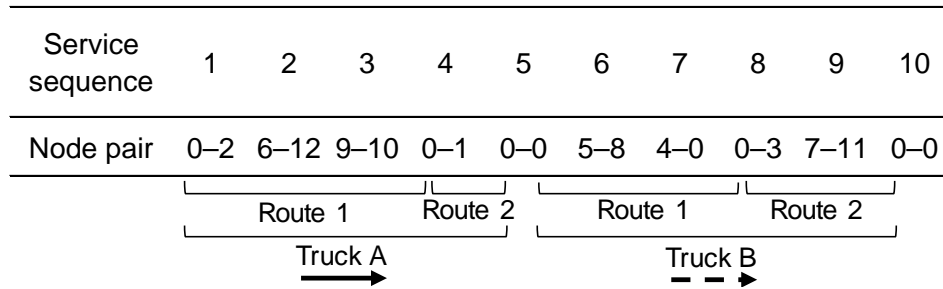 Service sequence 1 2 3 4 5 6 7 8 9 10
Node pair 0–2 6–12 9–10 0–1 0–0 5–8 4–0 0–3 7–11 0–0
Route 1 Route 2 Route 1 Route 2
Truck A Truck B